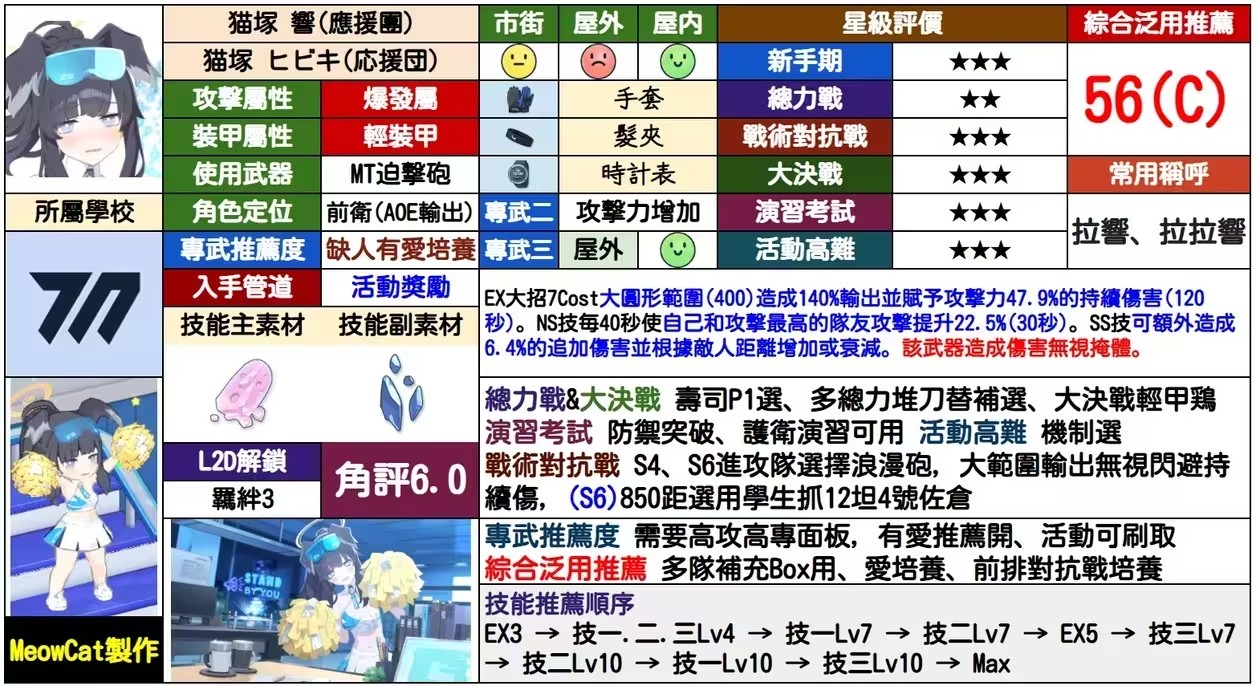 猫塚 響(應援團)
猫塚 ヒビキ(応援団)
攻擊屬性 爆發屬
裝甲屬性 輕裝甲
使用武器 MT迫擊砲
角色定位 前衛(AOE輸出)
專武推薦度 缺人有愛培養
入手管道 活動獎勵
技能主素材 技能副素材
L2D解鎖
羈絆3
角評6.0
所屬學校
MeowCat製作
市街 屋外 屋内
手套
髮夾
時計表
專武二 攻擊力增加
專武三 屋外
星級評價
新手期 ★★★
總力戰 ★★
戰術對抗戰 ★★★
大決戰 ★★★
演習考試 ★★★
活動高難 ★★★
綜合泛用推薦
56(C)
常用稱呼
拉響、拉拉響
EX大招7Cost大圓形範圍(400)造成140%輸出並賦予攻擊力47.9%的持續傷害(120
秒)。NS技每40秒使自己和攻擊最高的隊友攻擊提升22.5%(30秒)。SS技可額外造成
6.4%的追加傷害並根據敵人距離增加或衰減。該武器造成傷害無視掩體。
總力戰&大決戰 壽司P1選、多總力堆刀替補選、大決戰輕甲鶏
演習考試 防禦突破、護衛演習可用 活動高難 機制選
戰術對抗戰 S4、S6進攻隊選擇浪漫砲, 大範圍輸出無視閃避持
續傷, (S6)850距選用學生抓12坦4號佐倉
專武推薦度 需要高攻高專面板, 有愛推薦開、活動可刷取
綜合泛用推薦 多隊補充Box用、愛培養、前排對抗戰培養
技能推薦順序
EX3 → 技一.二.三Lv4 → 技一Lv7 → 技二Lv7 → EX5 → 技三Lv7
→ 技二Lv10 → 技一Lv10 → 技三Lv10 → Max
STAND
BY YOU